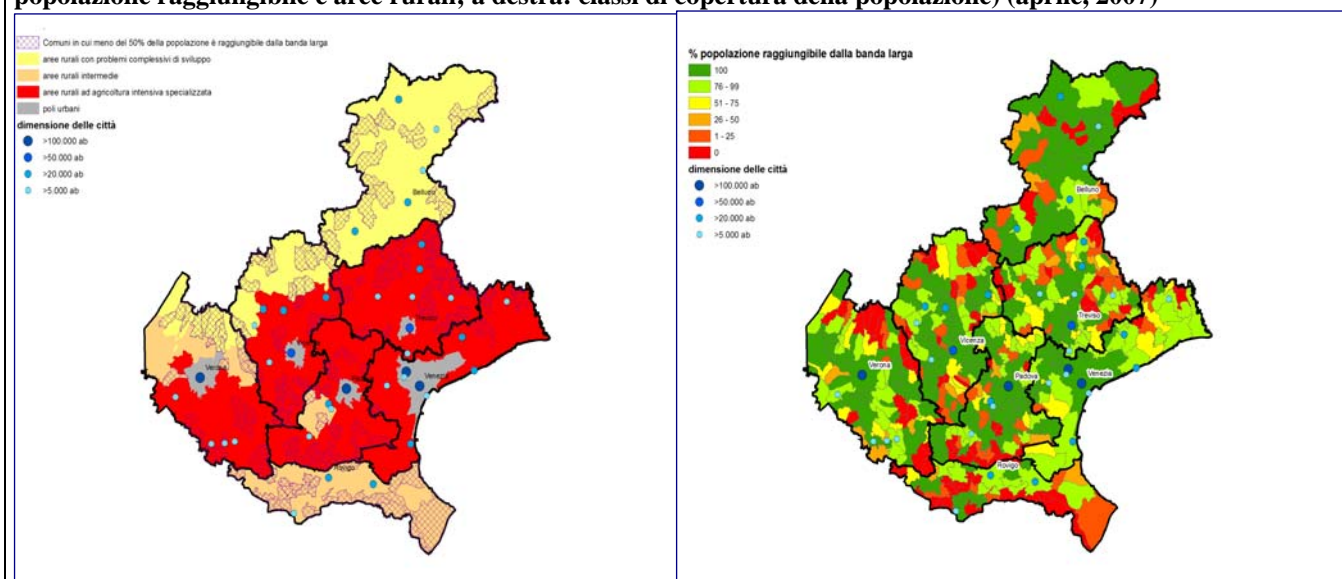 popolazione raggiungibile e aree rurali; a destra: classi di copertura della popolazione) (aprile, 2007)
Comuni in cui meno del 50% della popolazione è raggiungibile dalla banda larga
aree rurali con problemi complessivi di sviluppo
aree rurali intermedie
aree rurali ad agricoltura intensiva specializzata
poli urbani
dimensione delle città
>100.000 ab
>50.000 ab
>20.000 ab
>5.000 ab
Belluno
Treviso
Verona
Venezia
Rovigo
% popolazione raggiungibile dalla banda larga
100
76 - 99
51 - 75
26 - 50
1 - 25
0
dimensione delle città
>100.000 ab
>50.000 ab
>20.000 ab
>5.000 ab
Belluno
Treviso
Vicenza
Verona
Padova
Venezia
Rovigo